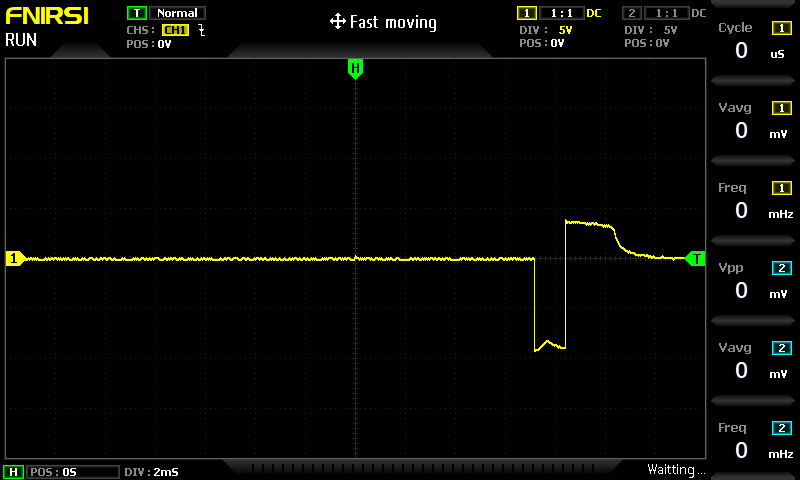 FNIRSI
RUN
T Normal
CHS: CH1
POS: 0V
Fast moving
1 1:1 DC
DIV: 5V
POS: 0V
2 1:1 DC
DIV: 5V
POS: 0V
H
1
T
Cycle 1
0 uS
Vavg 1
0 mV
Freq 1
0 mHz
Vpp 2
0 mV
Vavg 2
0 mV
Freq 2
0 mHz
H POS: 0S DIV: 2mS
Waitting...